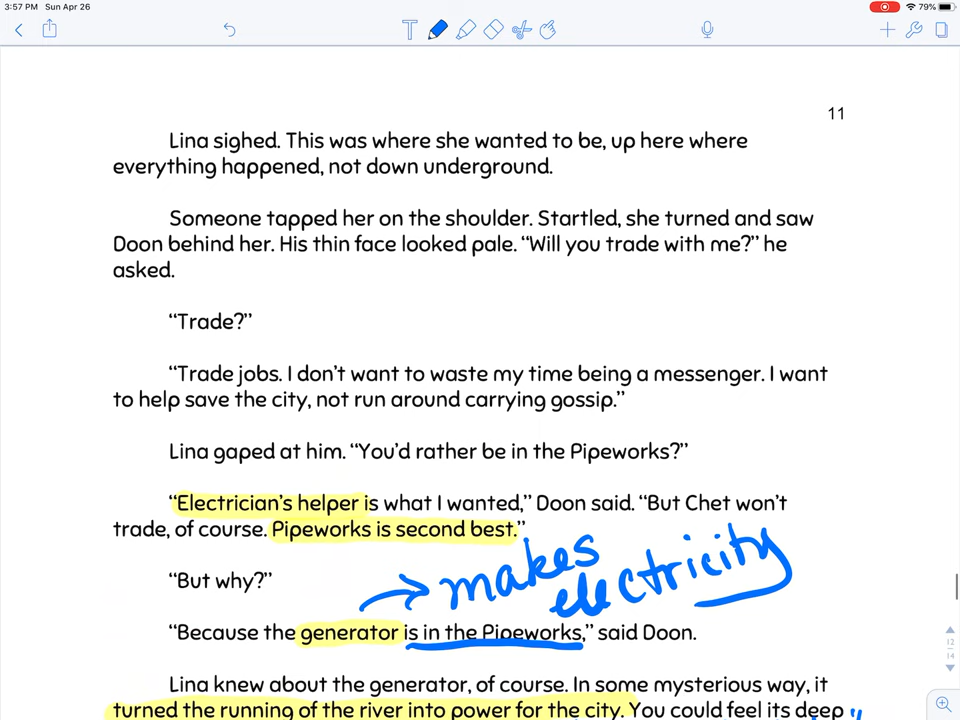 3:57 PM Sun Apr 26
79%
11
Lina sighed. This was where she wanted to be, up here where
everything happened, not down underground.
Someone tapped her on the shoulder. Startled, she turned and saw
Doon behind her. His thin face looked pale. “Will you trade with me?” he
asked.
“Trade?”
“Trade jobs. I don’t want to waste my time being a messenger. I want
to help save the city, not run around carrying gossip.”
Lina gaped at him. “You’d rather be in the Pipeworks?”
“Electrician’s helper is what I wanted,” Doon said. “But Chet won’t
trade, of course. Pipeworks is second best.”
makes
electricity
“But why?”
“Because the generator is in the Pipeworks,” said Doon.
12
14
Lina knew about the generator, of course. In some mysterious way, it
turned the running of the river into power for the city. You could feel its deep